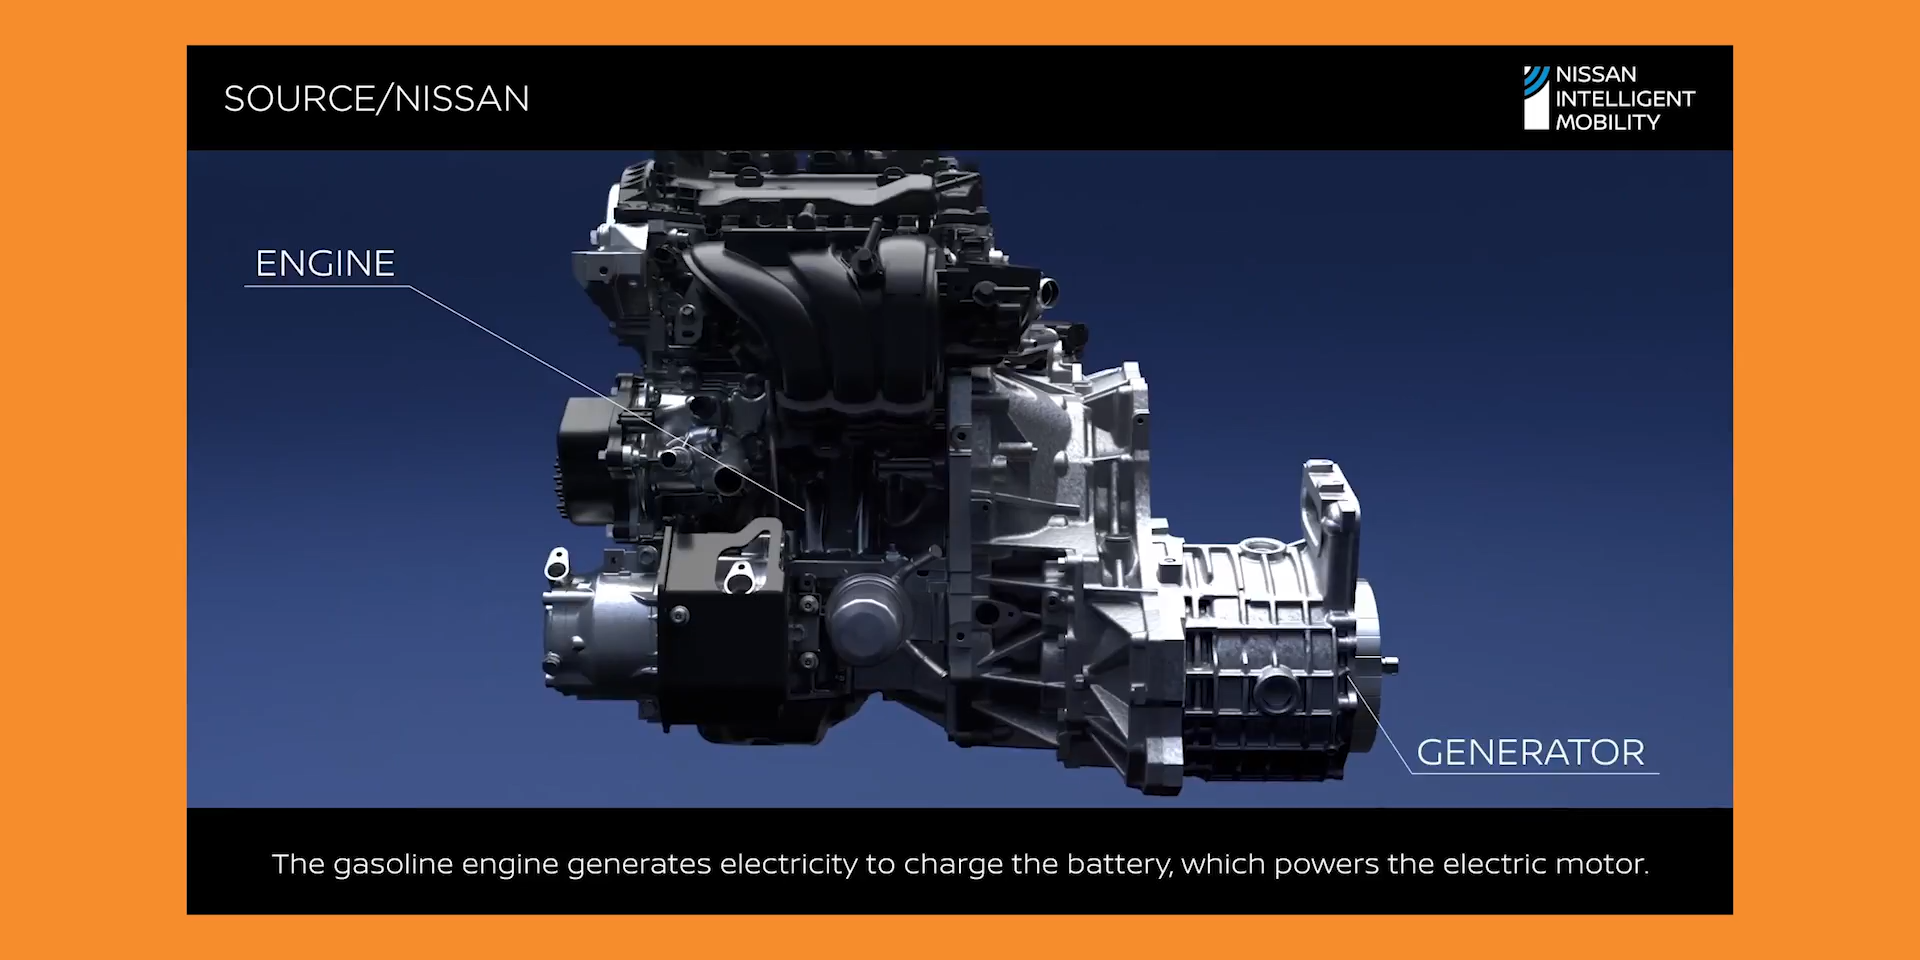 SOURCE/NISSAN
NISSAN
INTELLIGENT
MOBILITY
ENGINE
GENERATOR
The gasoline engine generates electricity to charge the battery, which powers the electric motor.